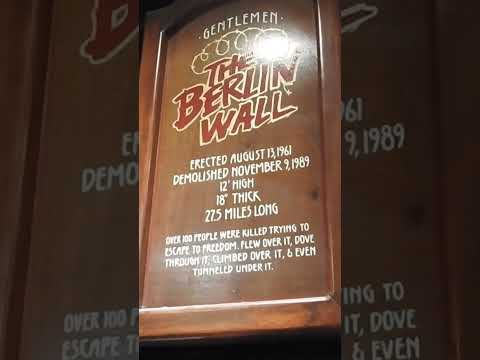 · GENTLEMEN ·
THE
BERLIN
WALL
ERECTED AUGUST 13, 1961
DEMOLISHED NOVEMBER 9, 1989
12' HIGH
18" THICK
27.5 MILES LONG
OVER 100 PEOPLE WERE KILLED TRYING TO
ESCAPE TO FREEDOM. FLEW OVER IT, DOVE
THROUGH IT, CLIMBED OVER IT, & EVEN
TUNNELED UNDER IT.